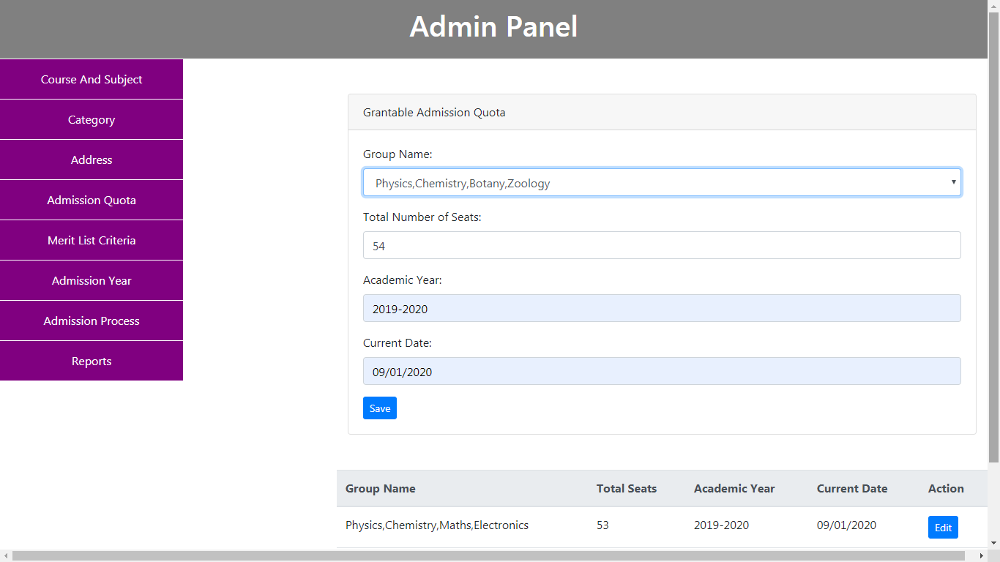 Admin Panel
Course And Subject
Category
Address
Admission Quota
Merit List Criteria
Admission Year
Admission Process
Reports
Grantable Admission Quota
Group Name:
Physics,Chemistry,Botany,Zoology
Total Number of Seats:
54
Academic Year:
2019-2020
Current Date:
09/01/2020
Save
Group Name Total Seats Academic Year Current Date Action
Physics,Chemistry,Maths,Electronics 53 2019-2020 09/01/2020 Edit